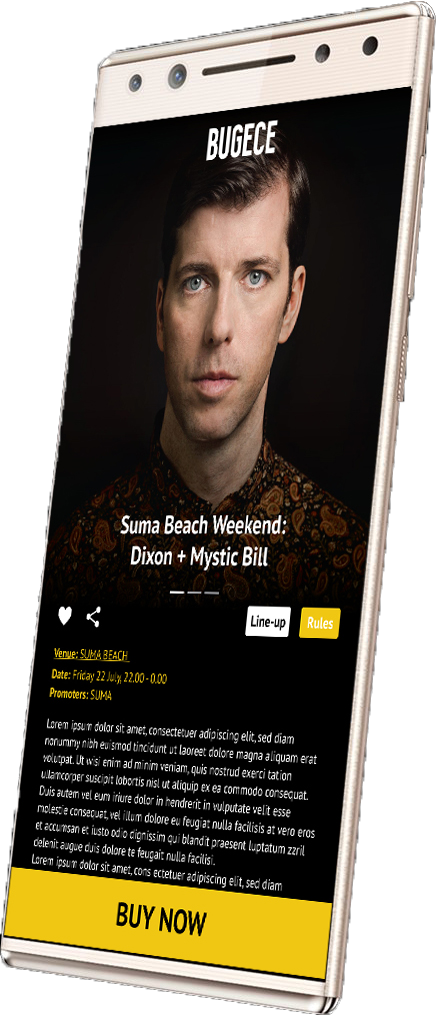 BUGECE
Suma Beach Weekend:
Dixon + Mystic Bill
Line-up
Rules
Venue: SUMA BEACH
Date: Friday 22 July, 22.00 - 0.00
Promoters: SUMA
Lorem ipsum dolor sit amet, consectetuer adipiscing elit, sed diam
nonummy nibh euismod tincidunt ut laoreet dolore magna aliquam erat
volutpat. Ut wisi enim ad minim veniam, quis nostrud exerci tation
ullamcorper suscipit lobortis nisl ut aliquip ex ea commodo consequat.
Duis autem vel eum iriure dolor in hendrerit in vulputate velit esse
molestie consequat, vel illum dolore eu feugiat nulla facilisis at vero eros
et accumsan et iusto odio dignissim qui blandit praesent luptatum zzril
delenit augue duis dolore te feugait nulla facilisi.
Lorem ipsum dolor sit amet, cons ectetuer adipiscing elit, sed diam
BUY NOW